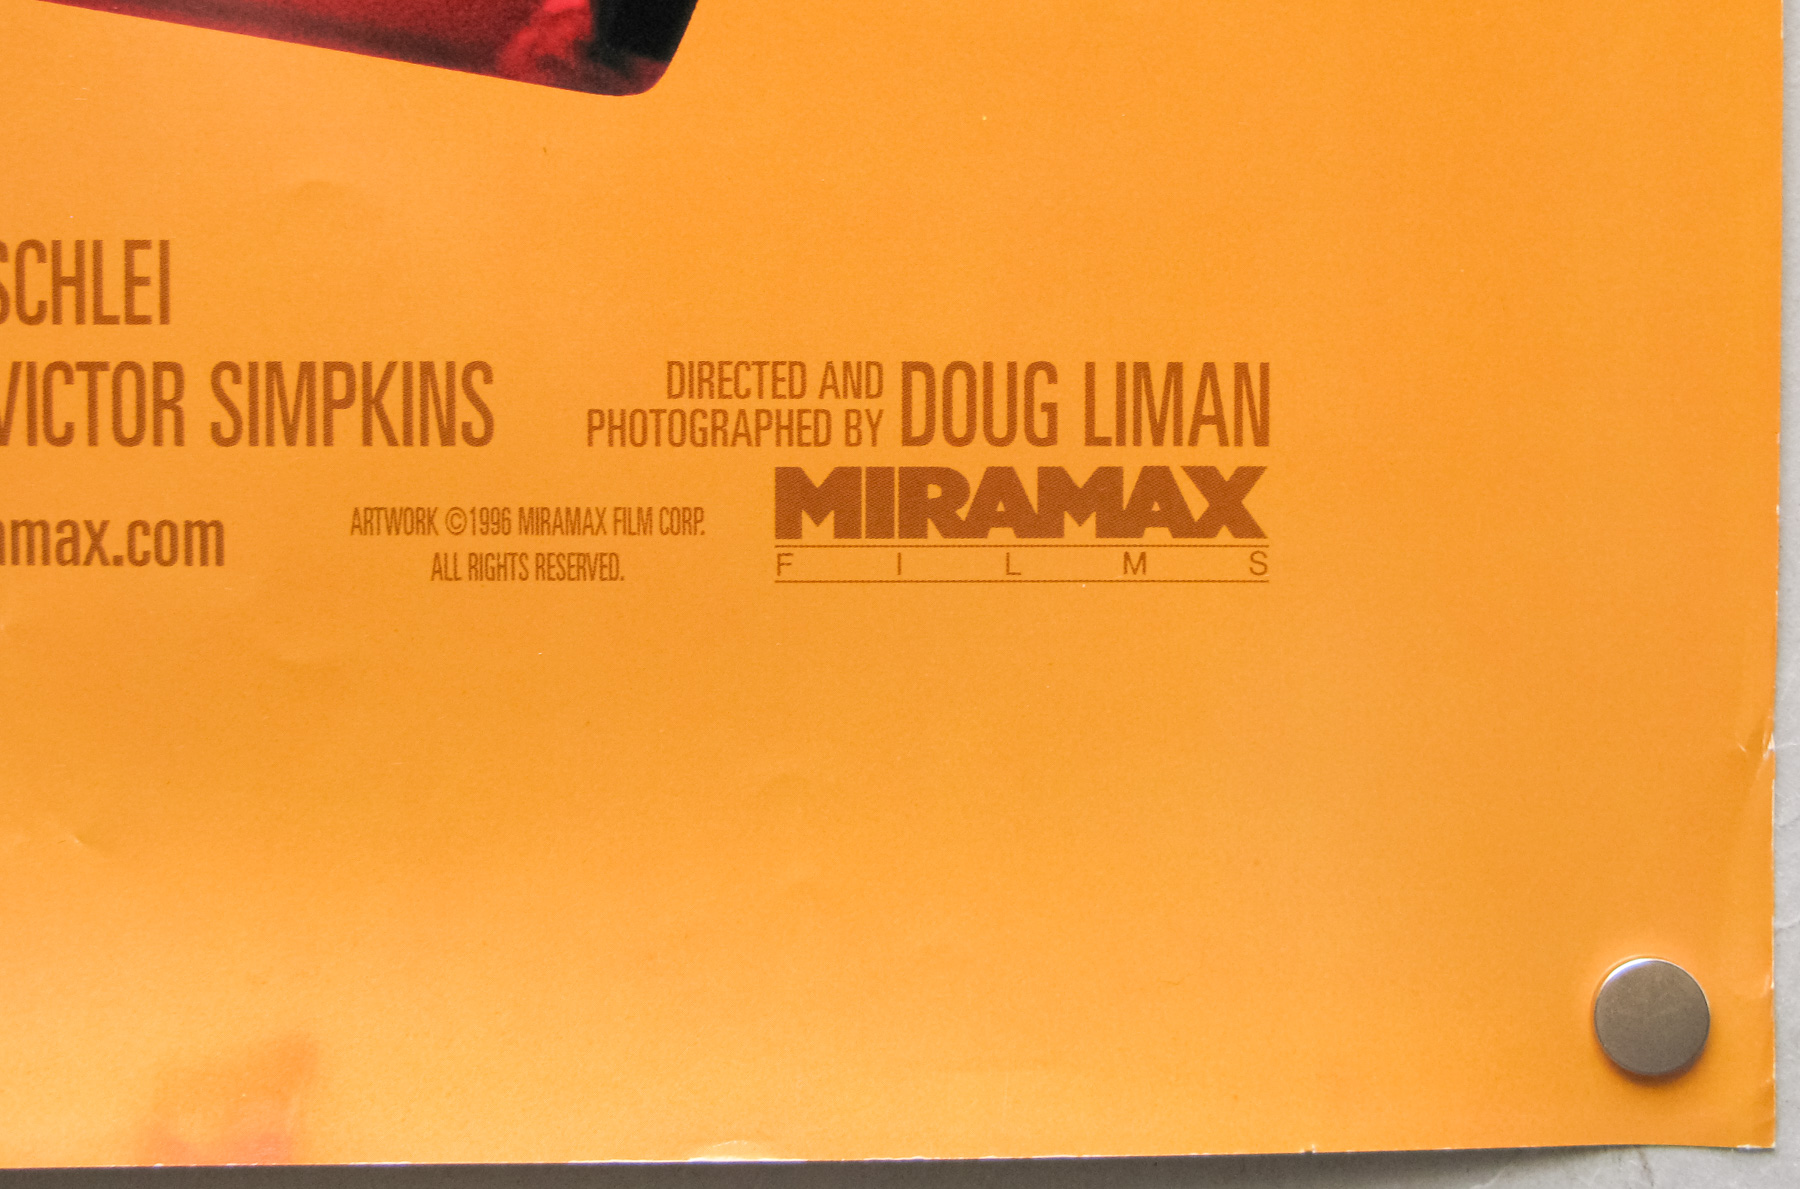 SCHLEI
VICTOR SIMPKINS
DIRECTED AND
PHOTOGRAPHED BY DOUG LIMAN
amax.com
ARTWORK ©1996 MIRAMAX FILM CORP.
ALL RIGHTS RESERVED.
MIRAMAX
FILMS